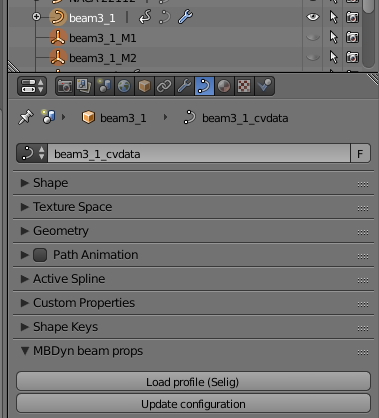 beam3_1
beam3_1_M1
beam3_1_M2
beam3_1 beam3_1_cvdata
beam3_1_cvdata F
Shape
Texture Space
Geometry
Path Animation
Active Spline
Custom Properties
Shape Keys
MBDyn beam props
Load profile (Selig)
Update configuration